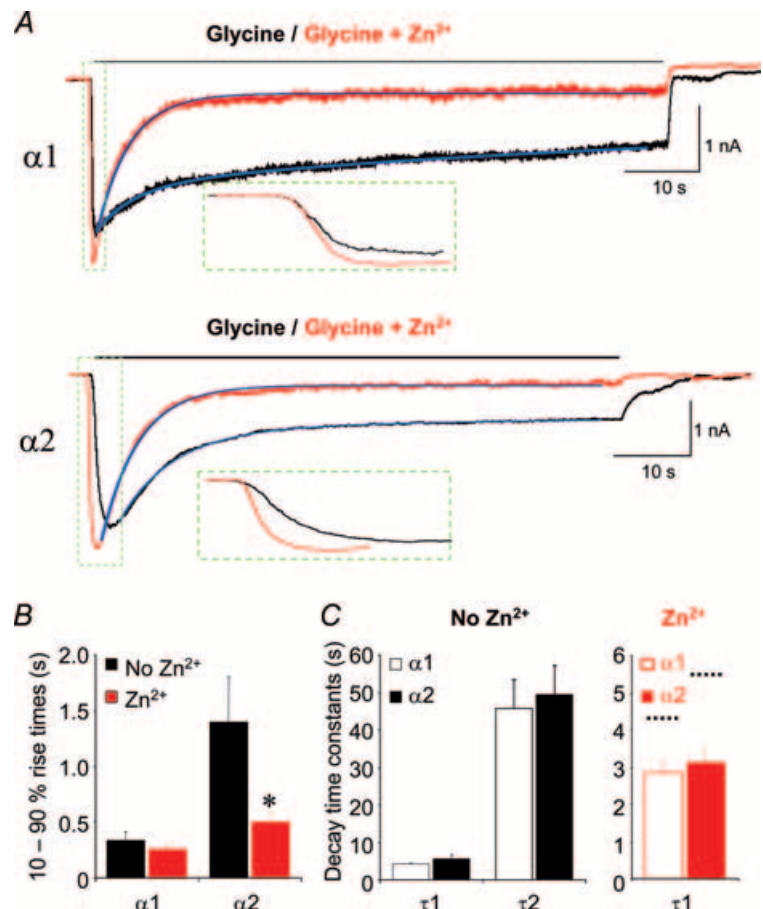 A
Glycine / Glycine + Zn²⁺
α1
1 nA
10 s
Glycine / Glycine + Zn²⁺
α2
1 nA
10 s
B
10 – 90 % rise times (s)
2.0
1.5
1.0
0.5
0
No Zn²⁺
Zn²⁺
*
α1
α2
C
No Zn²⁺
Decay time constants (s)
60
50
40
30
20
10
0
α1
α2
τ1
τ2
Zn²⁺
6
5
4
3
2
1
0
α1
α2
τ1